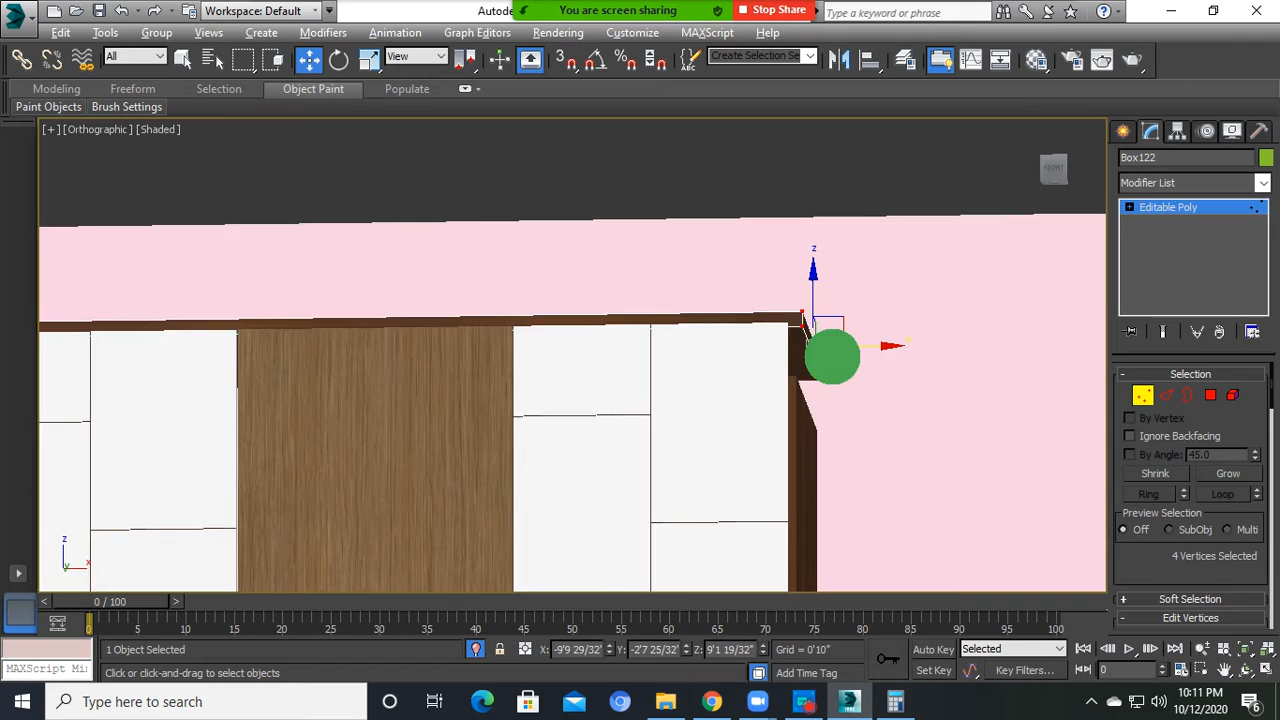 Workspace: Default
Autode
You are screen sharing
Stop Share
Type a keyword or phrase
Edit Tools Group Views Create Modifiers Animation Graph Editors Rendering Customize MAXScript Help
All
View
3
Create Selection Se
Modeling Freeform Selection Object Paint Populate
Paint Objects Brush Settings
[+] [Orthographic] [Shaded]
Box122
Modifier List
Editable Poly
z
z
x
Selection
By Vertex
Ignore Backfacing
By Angle: 45.0
Shrink Grow
Ring Loop
Preview Selection
Off SubObj Multi
4 Vertices Selected
Soft Selection
Edit Vertices
< 0 / 100 >
0 5 10 15 20 25 30 35 40 45 50 55 60 65 70 75 80 85 90 95 100
1 Object Selected
X: -9'9 29/32" Y: -2'7 25/32" Z: 9'1 19/32" Grid = 0'10"
Auto Key Selected
MAXScript Mi
Click or click-and-drag to select objects
Add Time Tag
Set Key Key Filters... 0
Type here to search
10:11 PM
10/12/2020
6